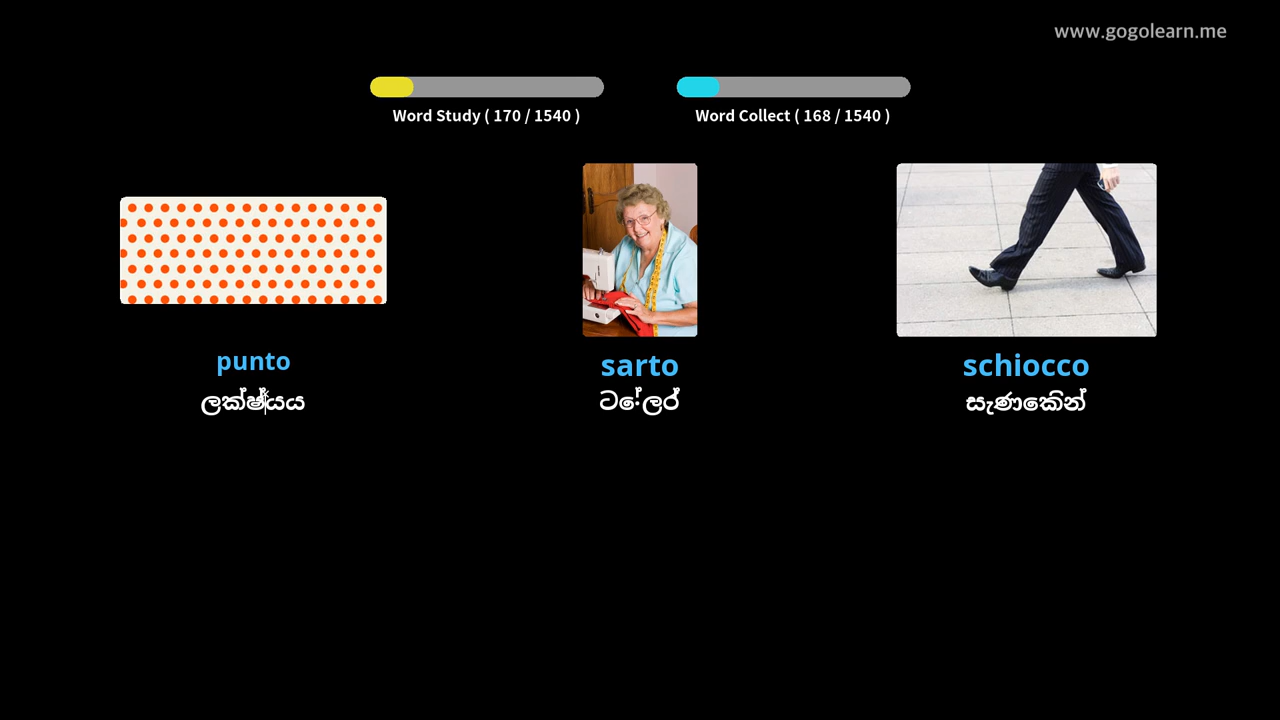 www.gogolearn.me
Word Study ( 170 / 1540 )
Word Collect ( 168 / 1540 )
punto
sarto
schiocco
ලක්ෂ්‍යය
ටේලර්
සැණකෙින්